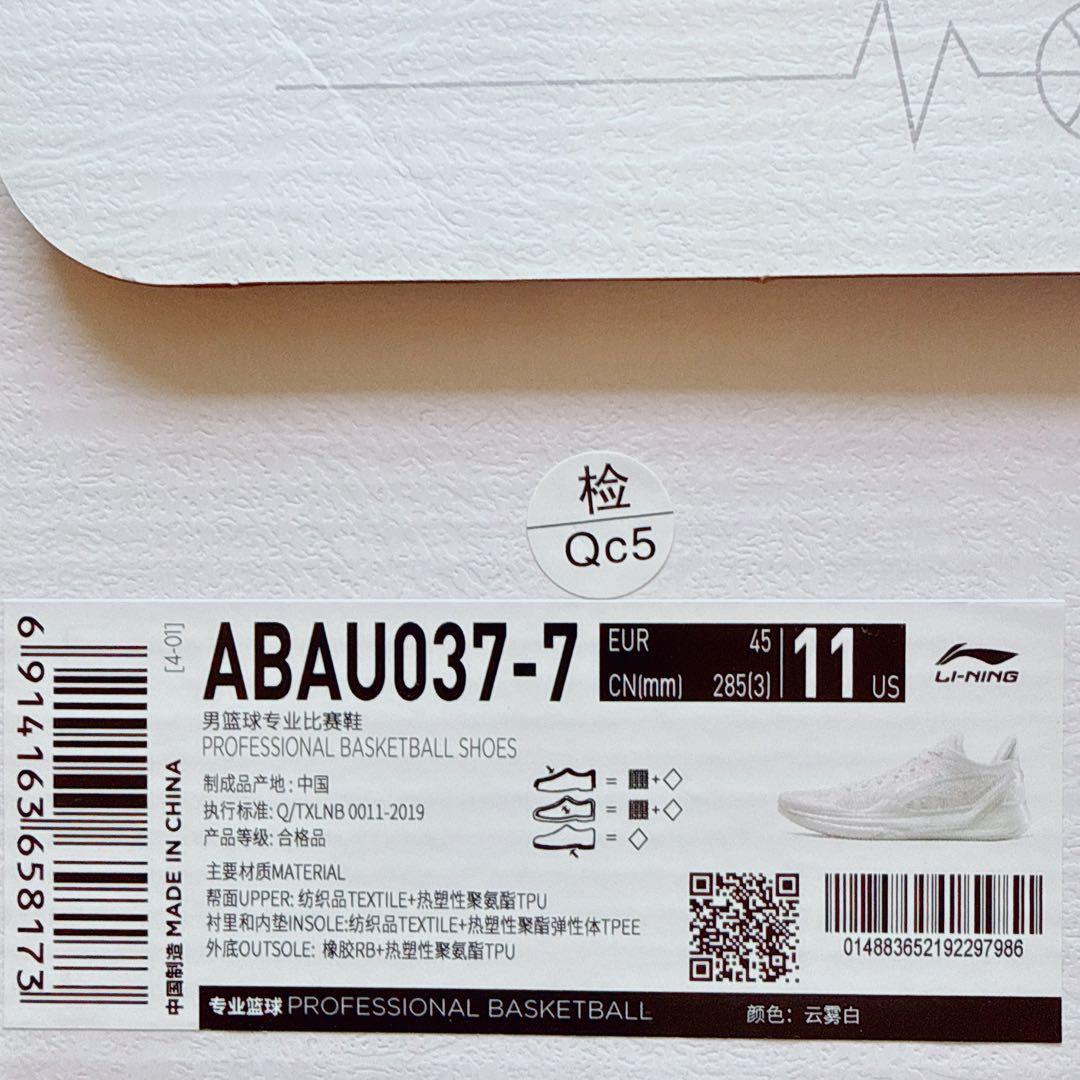 检
Qc5
6 914163 658173
[4-01]
中国制造 MADE IN CHINA
ABAU037-7
EUR 45
CN(mm) 285(3)
11 US
LI-NING
男篮球专业比赛鞋
PROFESSIONAL BASKETBALL SHOES
制成品产地: 中国
执行标准: Q/TXLNB 0011-2019
产品等级: 合格品
主要材质MATERIAL
帮面UPPER: 纺织品TEXTILE+热塑性聚氨酯TPU
衬里和内垫INSOLE:纺织品TEXTILE+热塑性聚酯弹性体TPEE
外底OUTSOLE: 橡胶RB+热塑性聚氨酯TPU
014883652192297986
专业篮球 PROFESSIONAL BASKETBALL
颜色: 云雾白